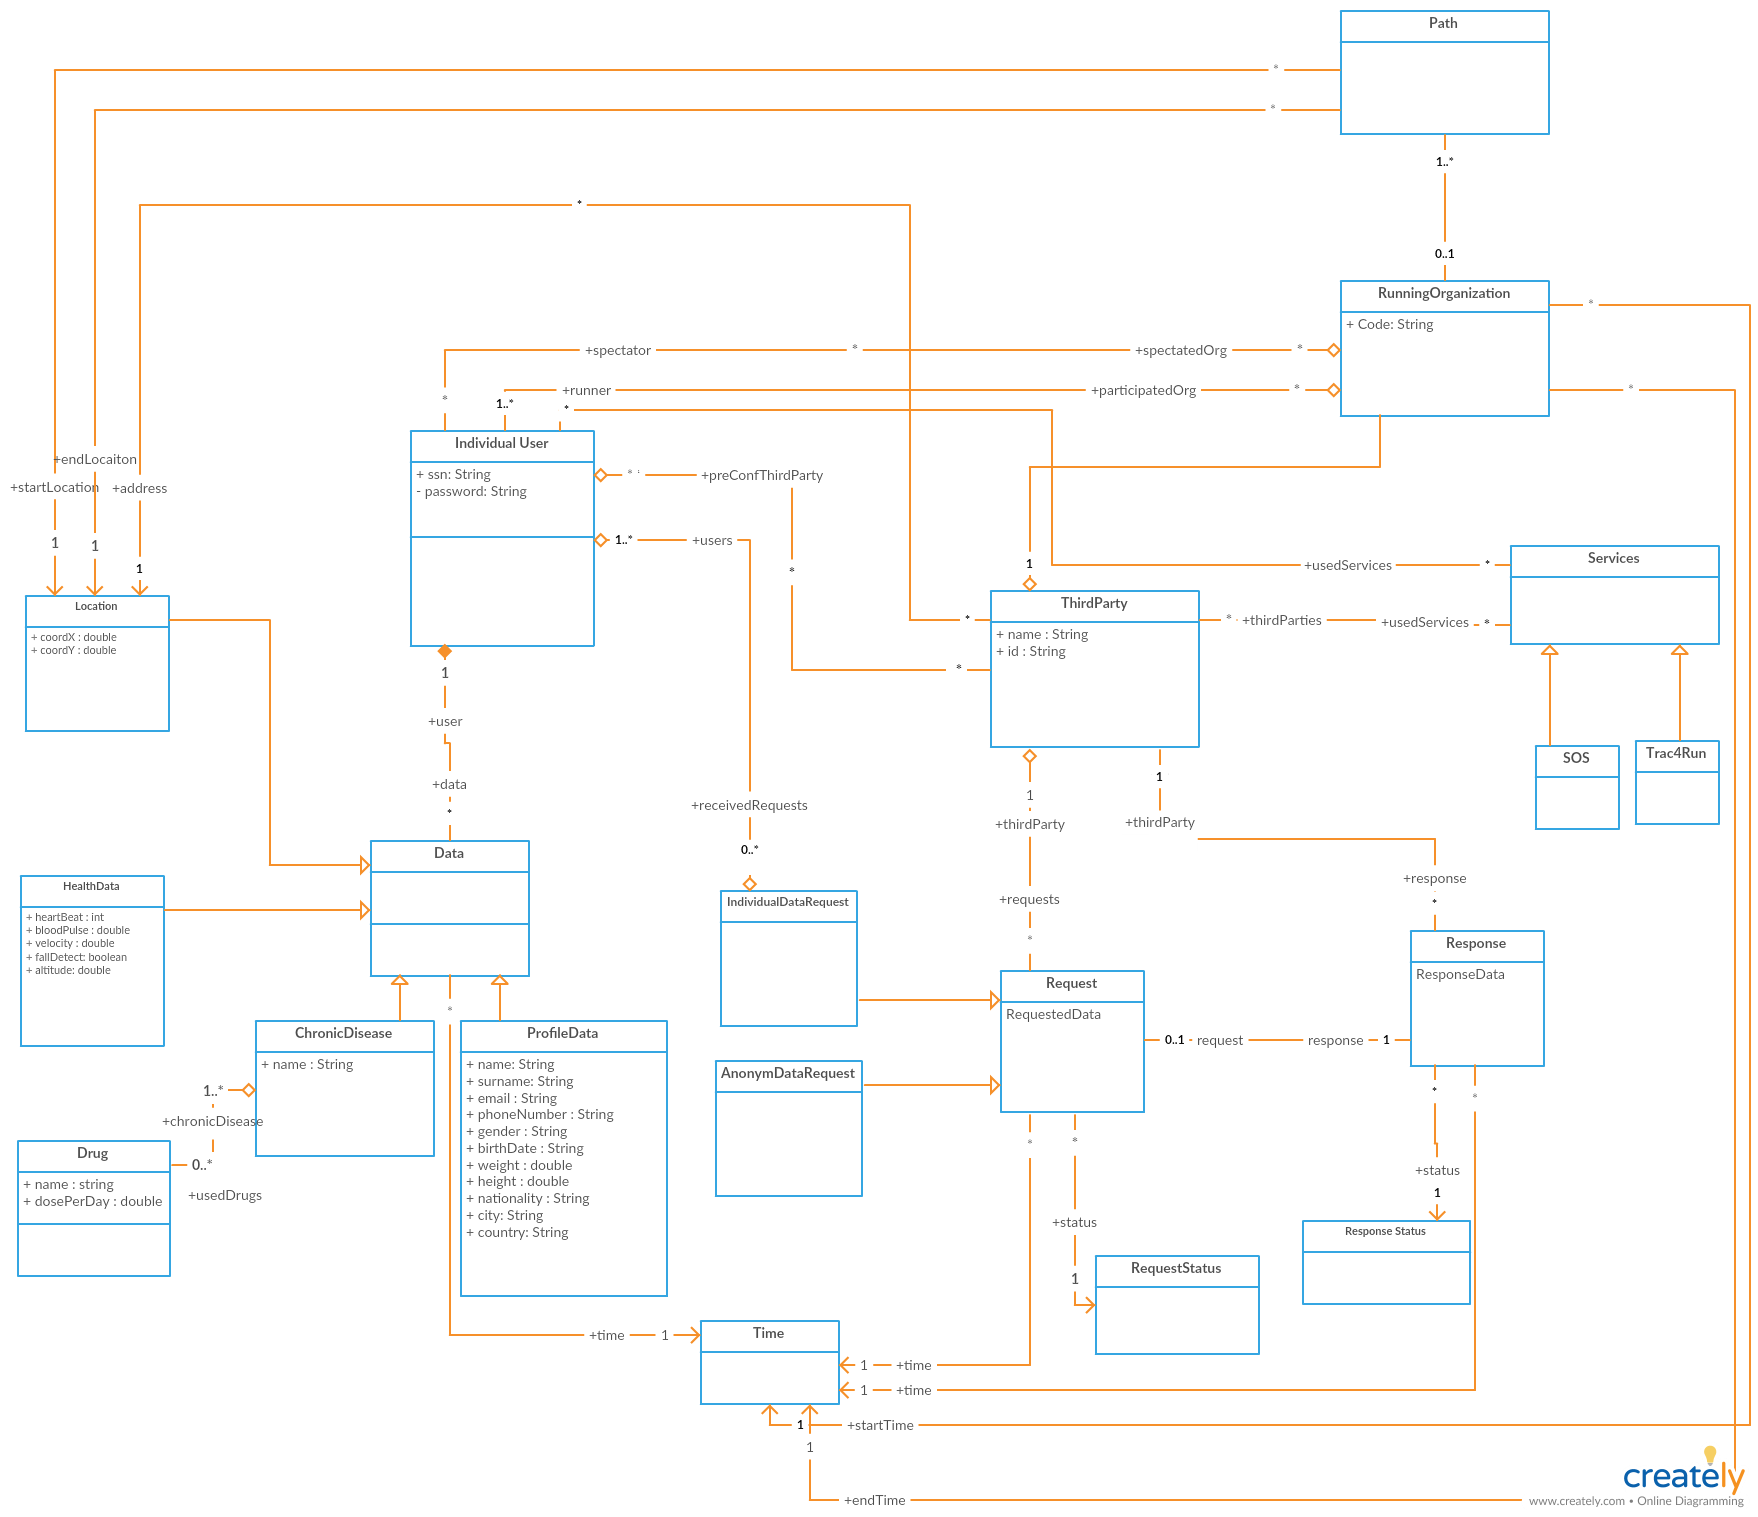 Path
*
*
1..*
*
0..1
RunningOrganization
+ Code: String
*
+spectator
*
+spectatedOrg
*
+runner
+participatedOrg
*
*
*
1..*
*
Individual User
+ ssn: String
- password: String
+endLocaiton
+startLocation
+address
* *
+preConfThirdParty
1..*
+users
1
1
1
*
1
+usedServices
*
Services
Location
+ coordX : double
+ coordY : double
ThirdParty
+ name : String
+ id : String
*
* +thirdParties
+usedServices
*
*
1
+user
+data
*
SOS
Trac4Run
1
1
+thirdParty
+thirdParty
+receivedRequests
0..*
Data
HealthData
+ heartBeat : int
+ bloodPulse : double
+ velocity : double
+ fallDetect: boolean
+ altitude: double
IndividualDataRequest
+requests
*
+response
*
Response
ResponseData
Request
RequestedData
*
ChronicDisease
+ name : String
ProfileData
+ name: String
+ surname: String
+ email : String
+ phoneNumber : String
+ gender : String
+ birthDate : String
+ weight : double
+ height : double
+ nationality : String
+ city: String
+ country: String
0..1
request
response
1
AnonymDataRequest
1..*
+chronicDisease
Drug
+ name : string
+ dosePerDay : double
0..*
+usedDrugs
*
*
*
*
+status
1
Response Status
+status
1
RequestStatus
Time
+time
1
1
+time
1
+time
1
+startTime
1
+endTime
creately
www.creately.com • Online Diagramming